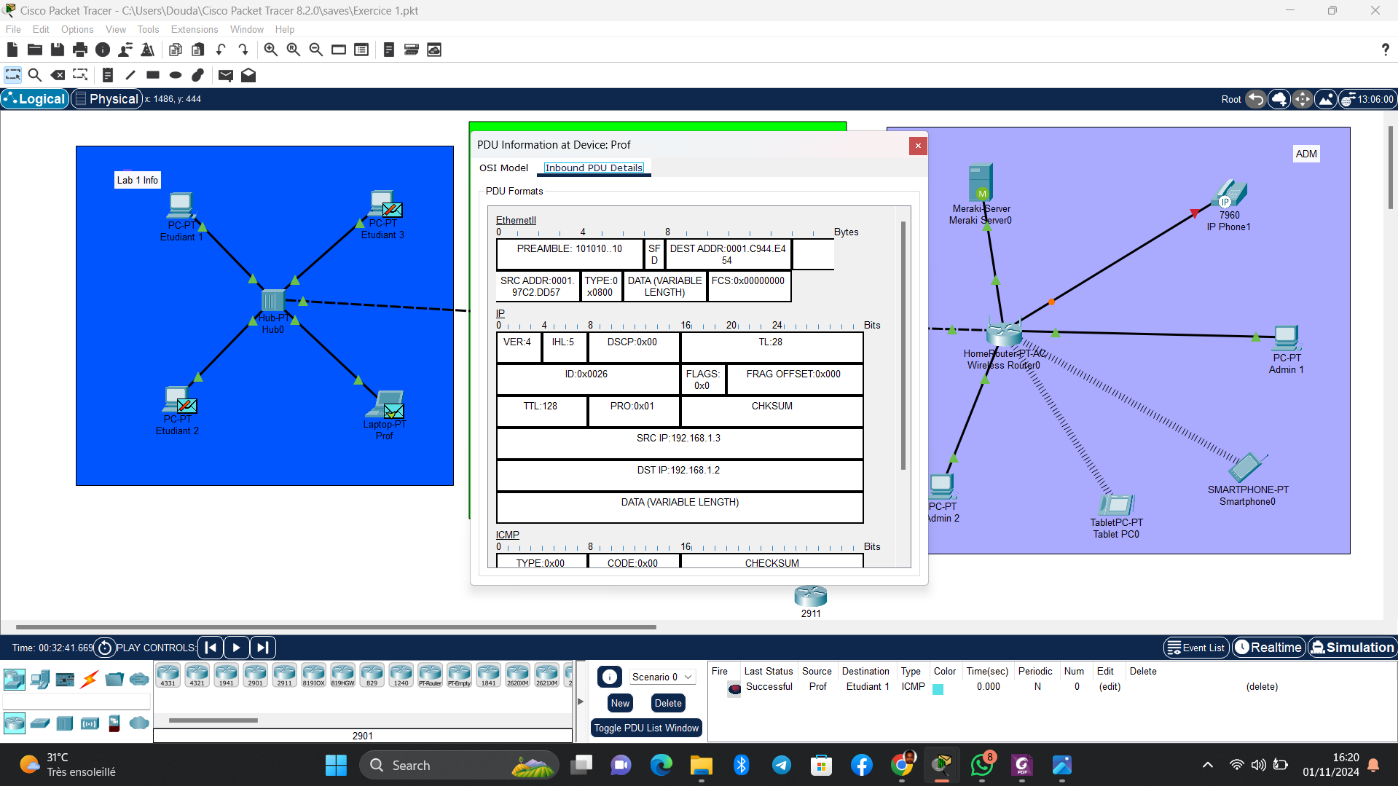 Cisco Packet Tracer - C:\Users\Douda\Cisco Packet Tracer 8.2.0\saves\Exercice 1.pkt
File Edit Options View Tools Extensions Window Help
?
Logical Physical x: 1486, y: 444
Root 13:06:00
Lab 1 Info
PC-PT
Etudiant 1
PC-PT
Etudiant 3
Hub-PT
Hub0
PC-PT
Etudiant 2
Laptop-PT
Prof
PDU Information at Device: Prof
OSI Model Inbound PDU Details
PDU Formats
EthernetII
0 4 8 Bytes
PREAMBLE: 101010..10
SF
D
DEST ADDR:0001.C944.E4
54
SRC ADDR:0001.
97C2.DD57
TYPE:0
x0800
DATA (VARIABLE
LENGTH)
FCS:0x00000000
IP
0 4 8 16 20 24 Bits
VER:4 IHL:5 DSCP:0x00 TL:28
ID:0x0026
FLAGS:
0x0
FRAG OFFSET:0x000
TTL:128 PRO:0x01 CHKSUM
SRC IP:192.168.1.3
DST IP:192.168.1.2
DATA (VARIABLE LENGTH)
ICMP
0 8 16 Bits
TYPE:0x00 CODE:0x00 CHECKSUM
ADM
M
Meraki-Server
Meraki Server0
IP
7960
IP Phone1
HomeRouter-PT-AC
Wireless Router0
PC-PT
Admin 1
PC-PT
Admin 2
SMARTPHONE-PT
Smartphone0
TabletPC-PT
Tablet PC0
2911
Time: 00:32:41.669 PLAY CONTROLS:
Event List Realtime Simulation
4331 4321 1941 2901 2911 819IOX 819HGW 829 1240 PT-Router PT-Empty 1841 2620XM 2621XM 2
2901
Scenario 0
New Delete
Toggle PDU List Window
Fire Last Status Source Destination Type Color Time(sec) Periodic Num Edit Delete
Successful Prof Etudiant 1 ICMP 0.000 N 0 (edit) (delete)
31°C
Très ensoleillé
Search
8
16:20
01/11/2024